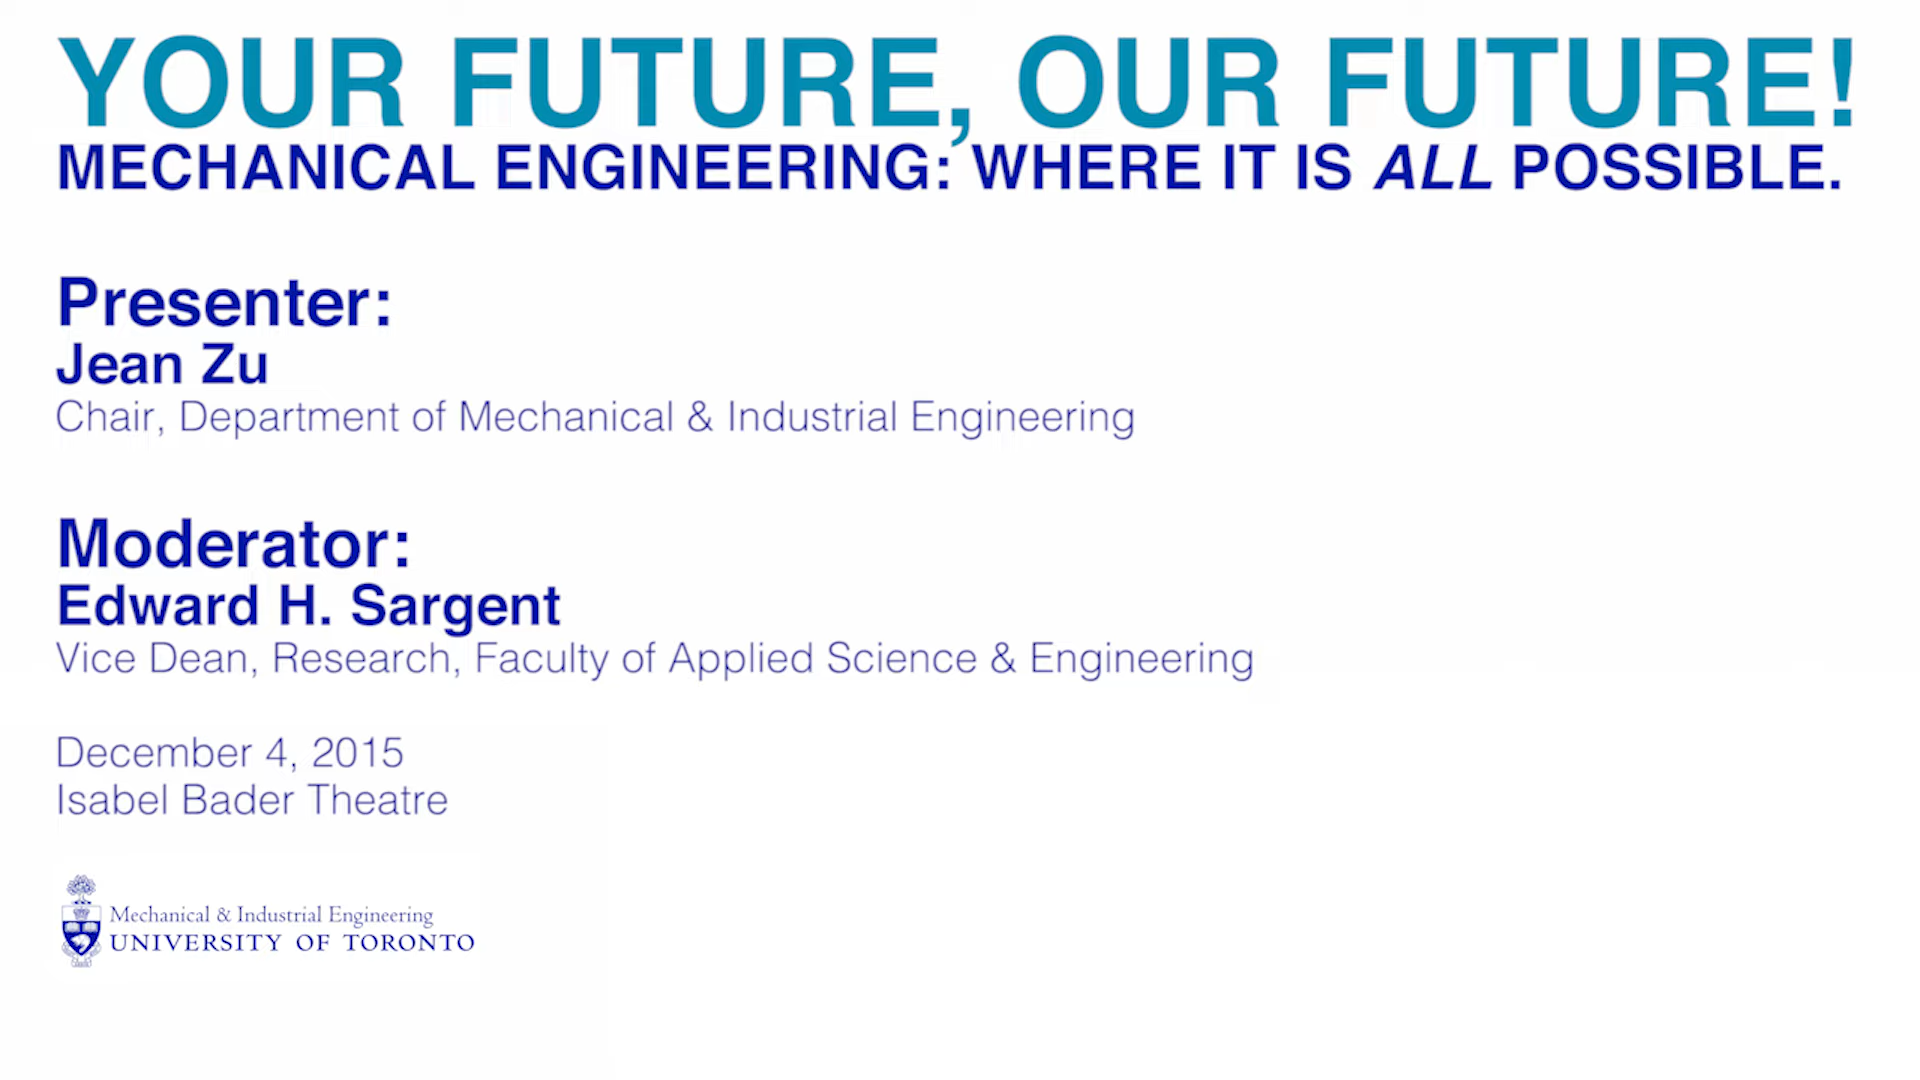 YOUR FUTURE, OUR FUTURE!
MECHANICAL ENGINEERING: WHERE IT IS ALL POSSIBLE.
Presenter:
Jean Zu
Chair, Department of Mechanical & Industrial Engineering
Moderator:
Edward H. Sargent
Vice Dean, Research, Faculty of Applied Science & Engineering
December 4, 2015
Isabel Bader Theatre
Mechanical & Industrial Engineering
UNIVERSITY OF TORONTO